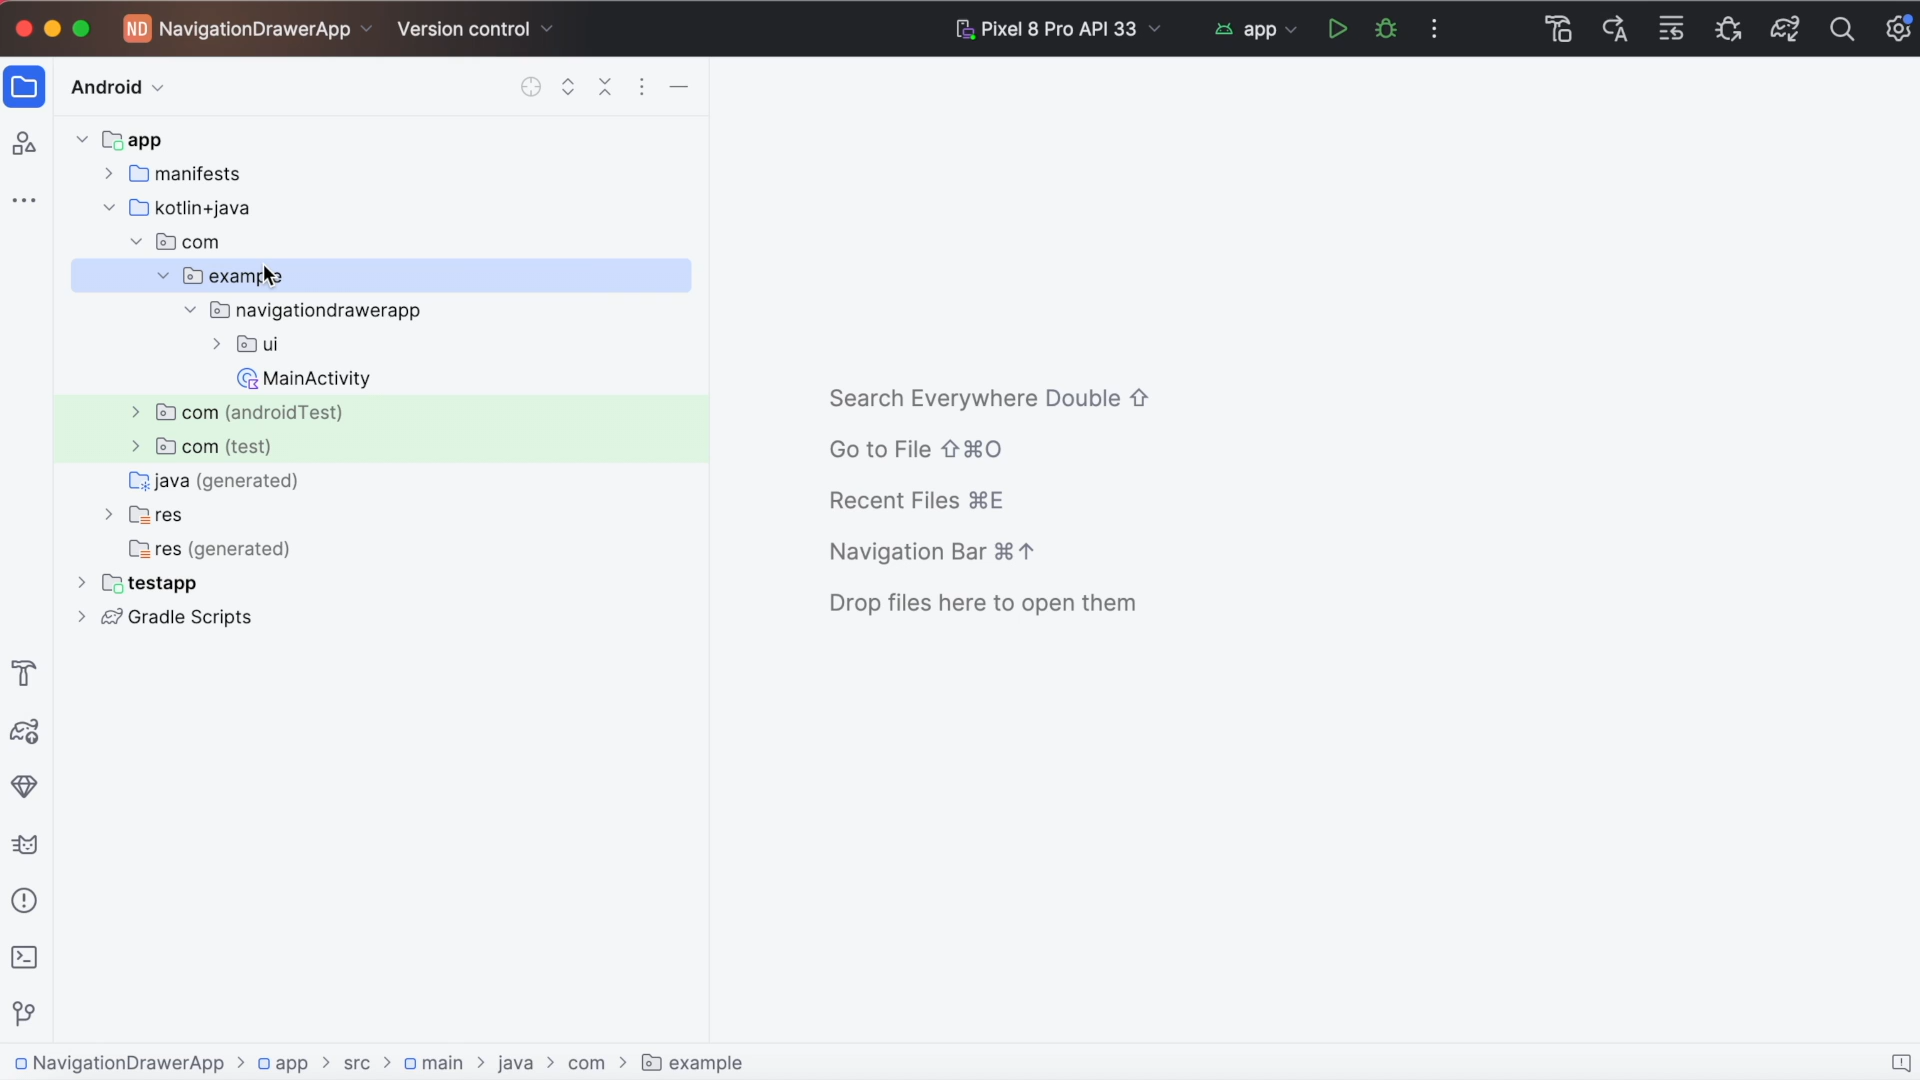 ND NavigationDrawerApp Version control Pixel 8 Pro API 33 app
Android
app
manifests
kotlin+java
com
example
navigationdrawerapp
ui
MainActivity
com (androidTest)
com (test)
java (generated)
res
res (generated)
testapp
Gradle Scripts
Search Everywhere Double ⇧
Go to File ⇧⌘O
Recent Files ⌘E
Navigation Bar ⌘↑
Drop files here to open them
NavigationDrawerApp > app > src > main > java > com > example